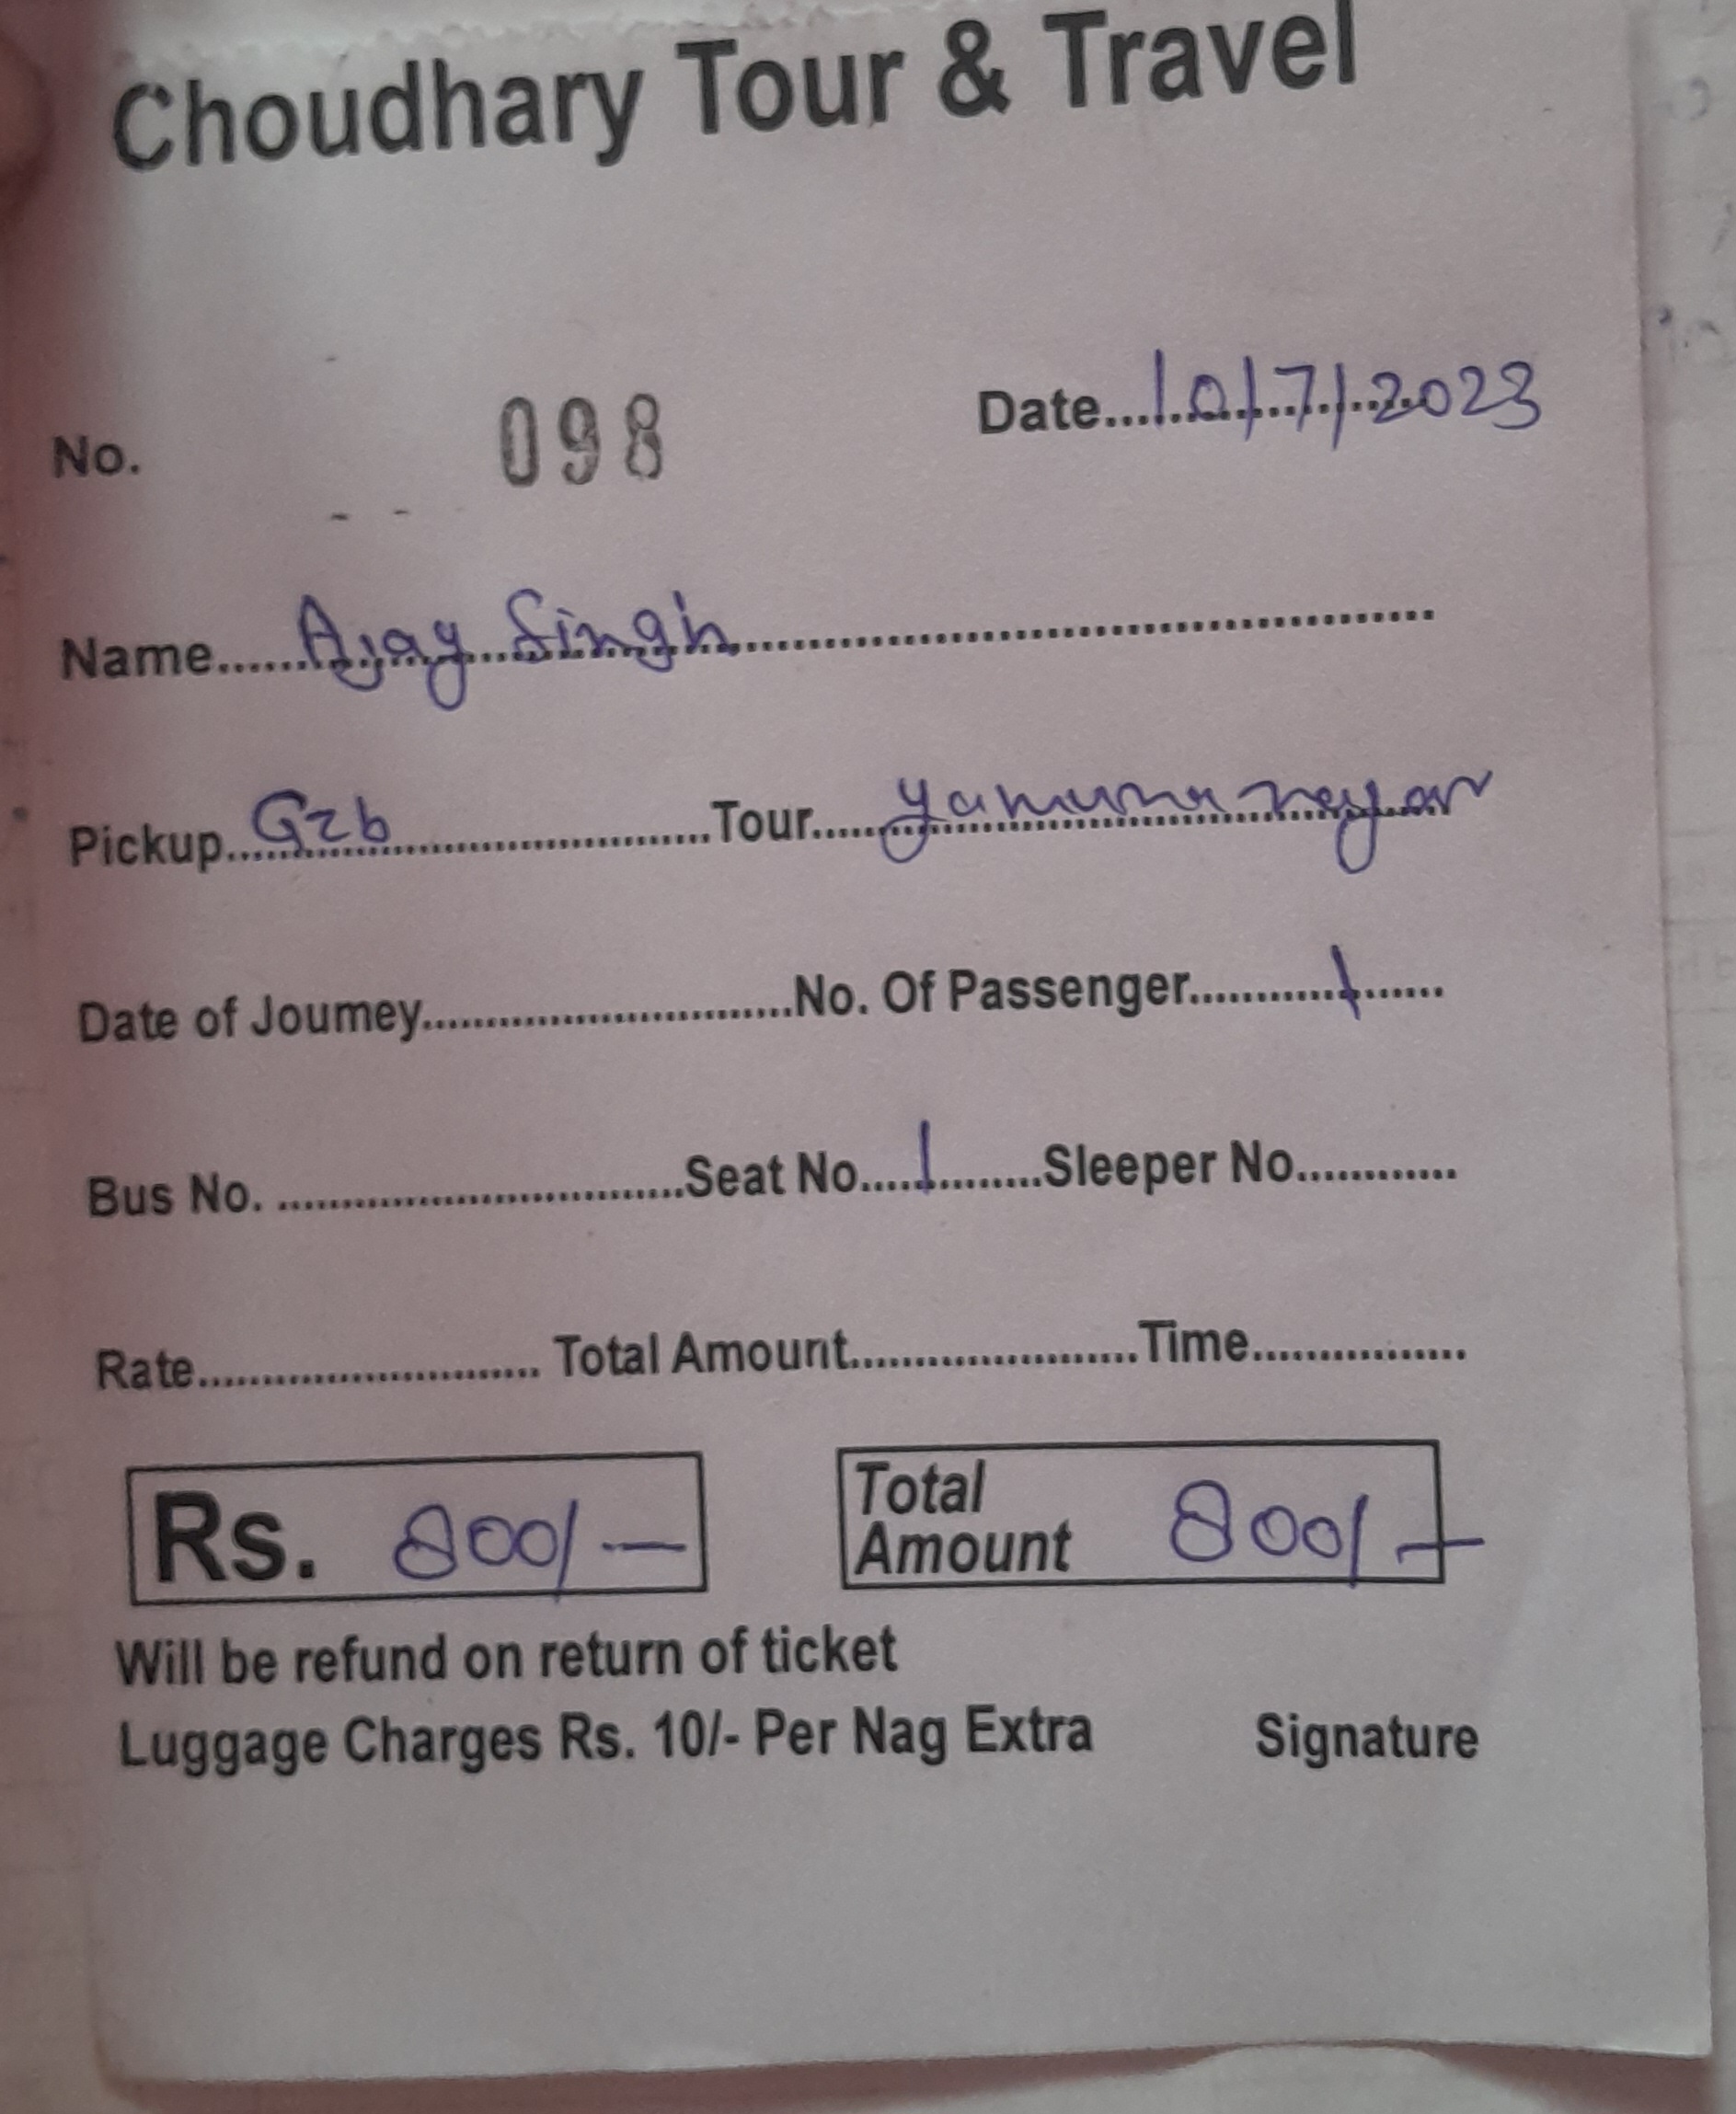 Choudhary Tour & Travel
No. 098 Date...10/7/2023
Name......Ajay Singh..............................
Pickup...Gzb....................Tour......yamuna nagar
Date of Joumey............................No. Of Passenger............1.......
Bus No. ...............................Seat No.....1........Sleeper No............
Rate.......................... Total Amount......................Time................
Rs. 800/- Total
Amount 800/-
Will be refund on return of ticket
Luggage Charges Rs. 10/- Per Nag Extra Signature